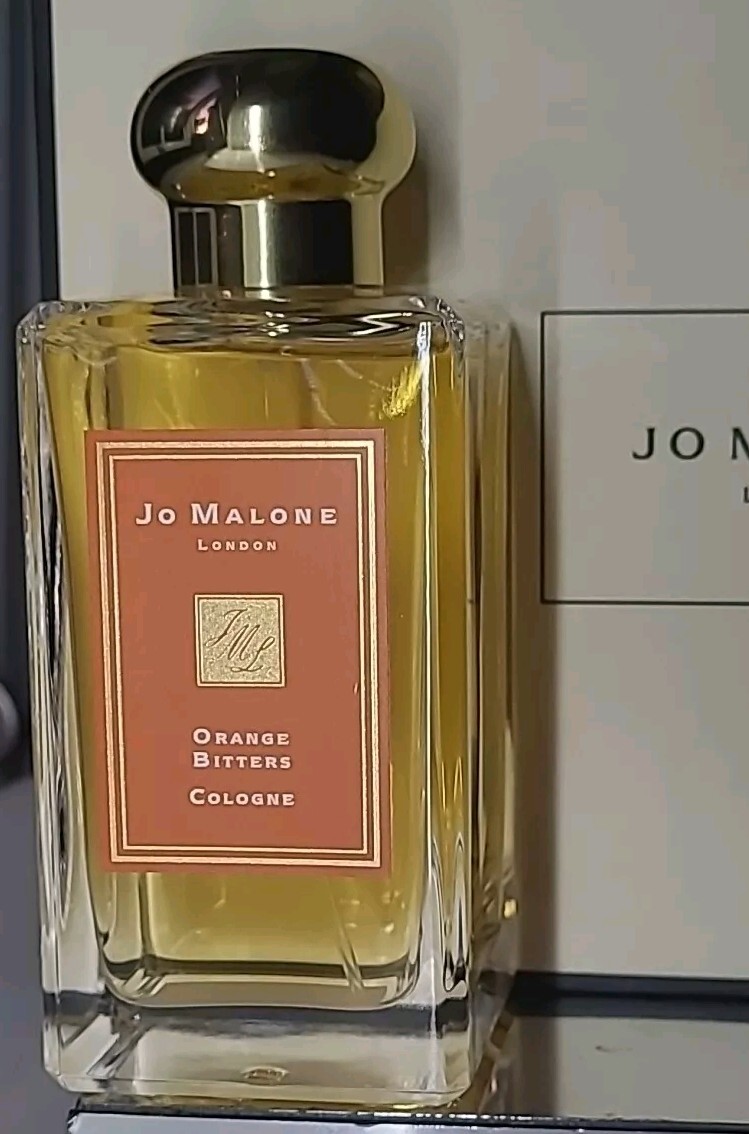 Jo Malone
London
JML
Orange
Bitters
Cologne
JO
L